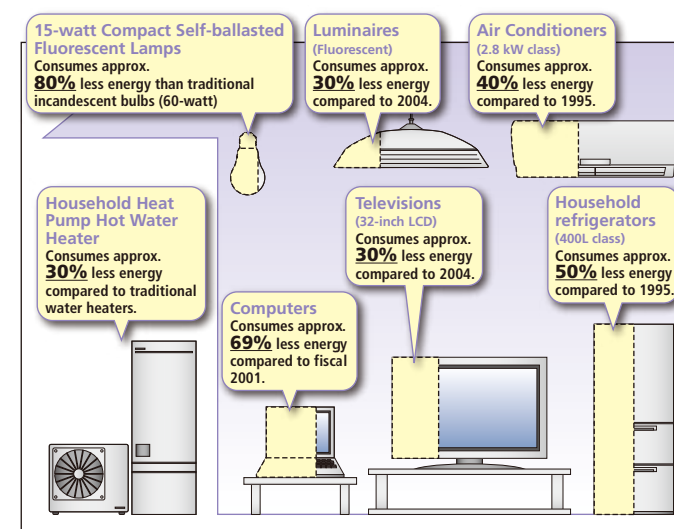 15-watt Compact Self-ballasted
Fluorescent Lamps
Consumes approx.
80% less energy than traditional
incandescent bulbs (60-watt)
Luminaires
(Fluorescent)
Consumes approx.
30% less energy
compared to 2004.
Air Conditioners
(2.8 kW class)
Consumes approx.
40% less energy
compared to 1995.
Household Heat
Pump Hot Water
Heater
Consumes approx.
30% less energy
compared to traditional
water heaters.
Computers
Consumes approx.
69% less energy
compared to fiscal
2001.
Televisions
(32-inch LCD)
Consumes approx.
30% less energy
compared to 2004.
Household
refrigerators
(400L class)
Consumes approx.
50% less energy
compared to 1995.